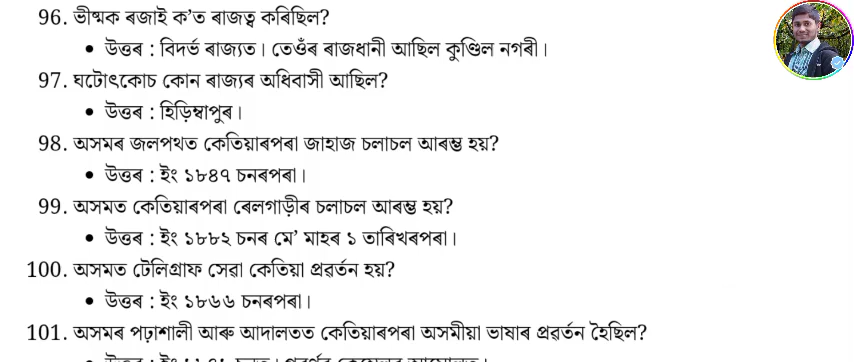 96. ভীষ্মক ৰজাই ক’ত ৰাজত্ব কৰিছিল?
• উত্তৰ : বিদৰ্ভ ৰাজ্যত। তেওঁৰ ৰাজধানী আছিল কুণ্ডিল নগৰী।
97. ঘটোৎকোচ কোন ৰাজ্যৰ অধিবাসী আছিল?
• উত্তৰ : হিড়িম্বাপুৰ।
98. অসমৰ জলপথত কেতিয়াৰপৰা জাহাজ চলাচল আৰম্ভ হয়?
• উত্তৰ : ইং ১৮৪৭ চনৰপৰা।
99. অসমত কেতিয়াৰপৰা ৰেলগাড়ীৰ চলাচল আৰম্ভ হয়?
• উত্তৰ : ইং ১৮৮২ চনৰ মে’ মাহৰ ১ তাৰিখৰপৰা।
100. অসমত টেলিগ্ৰাফ সেৱা কেতিয়া প্ৰৱৰ্তন হয়?
• উত্তৰ : ইং ১৮৬৬ চনৰপৰা।
101. অসমৰ পঢ়াশালী আৰু আদালতত কেতিয়াৰপৰা অসমীয়া ভাষাৰ প্ৰৱৰ্তন হৈছিল?